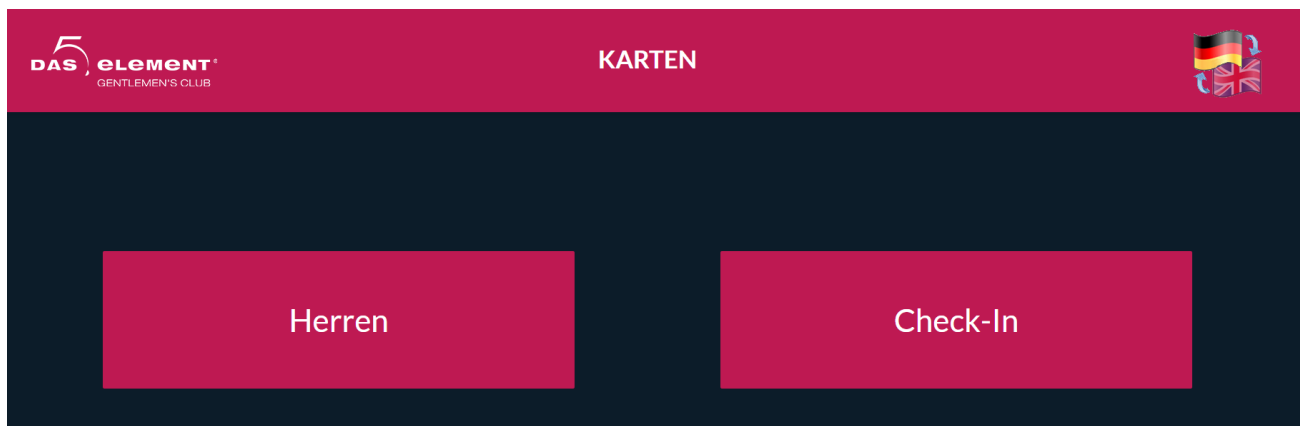 DAS 5 ELEMENT®
GENTLEMEN'S CLUB
KARTEN
Herren
Check-In